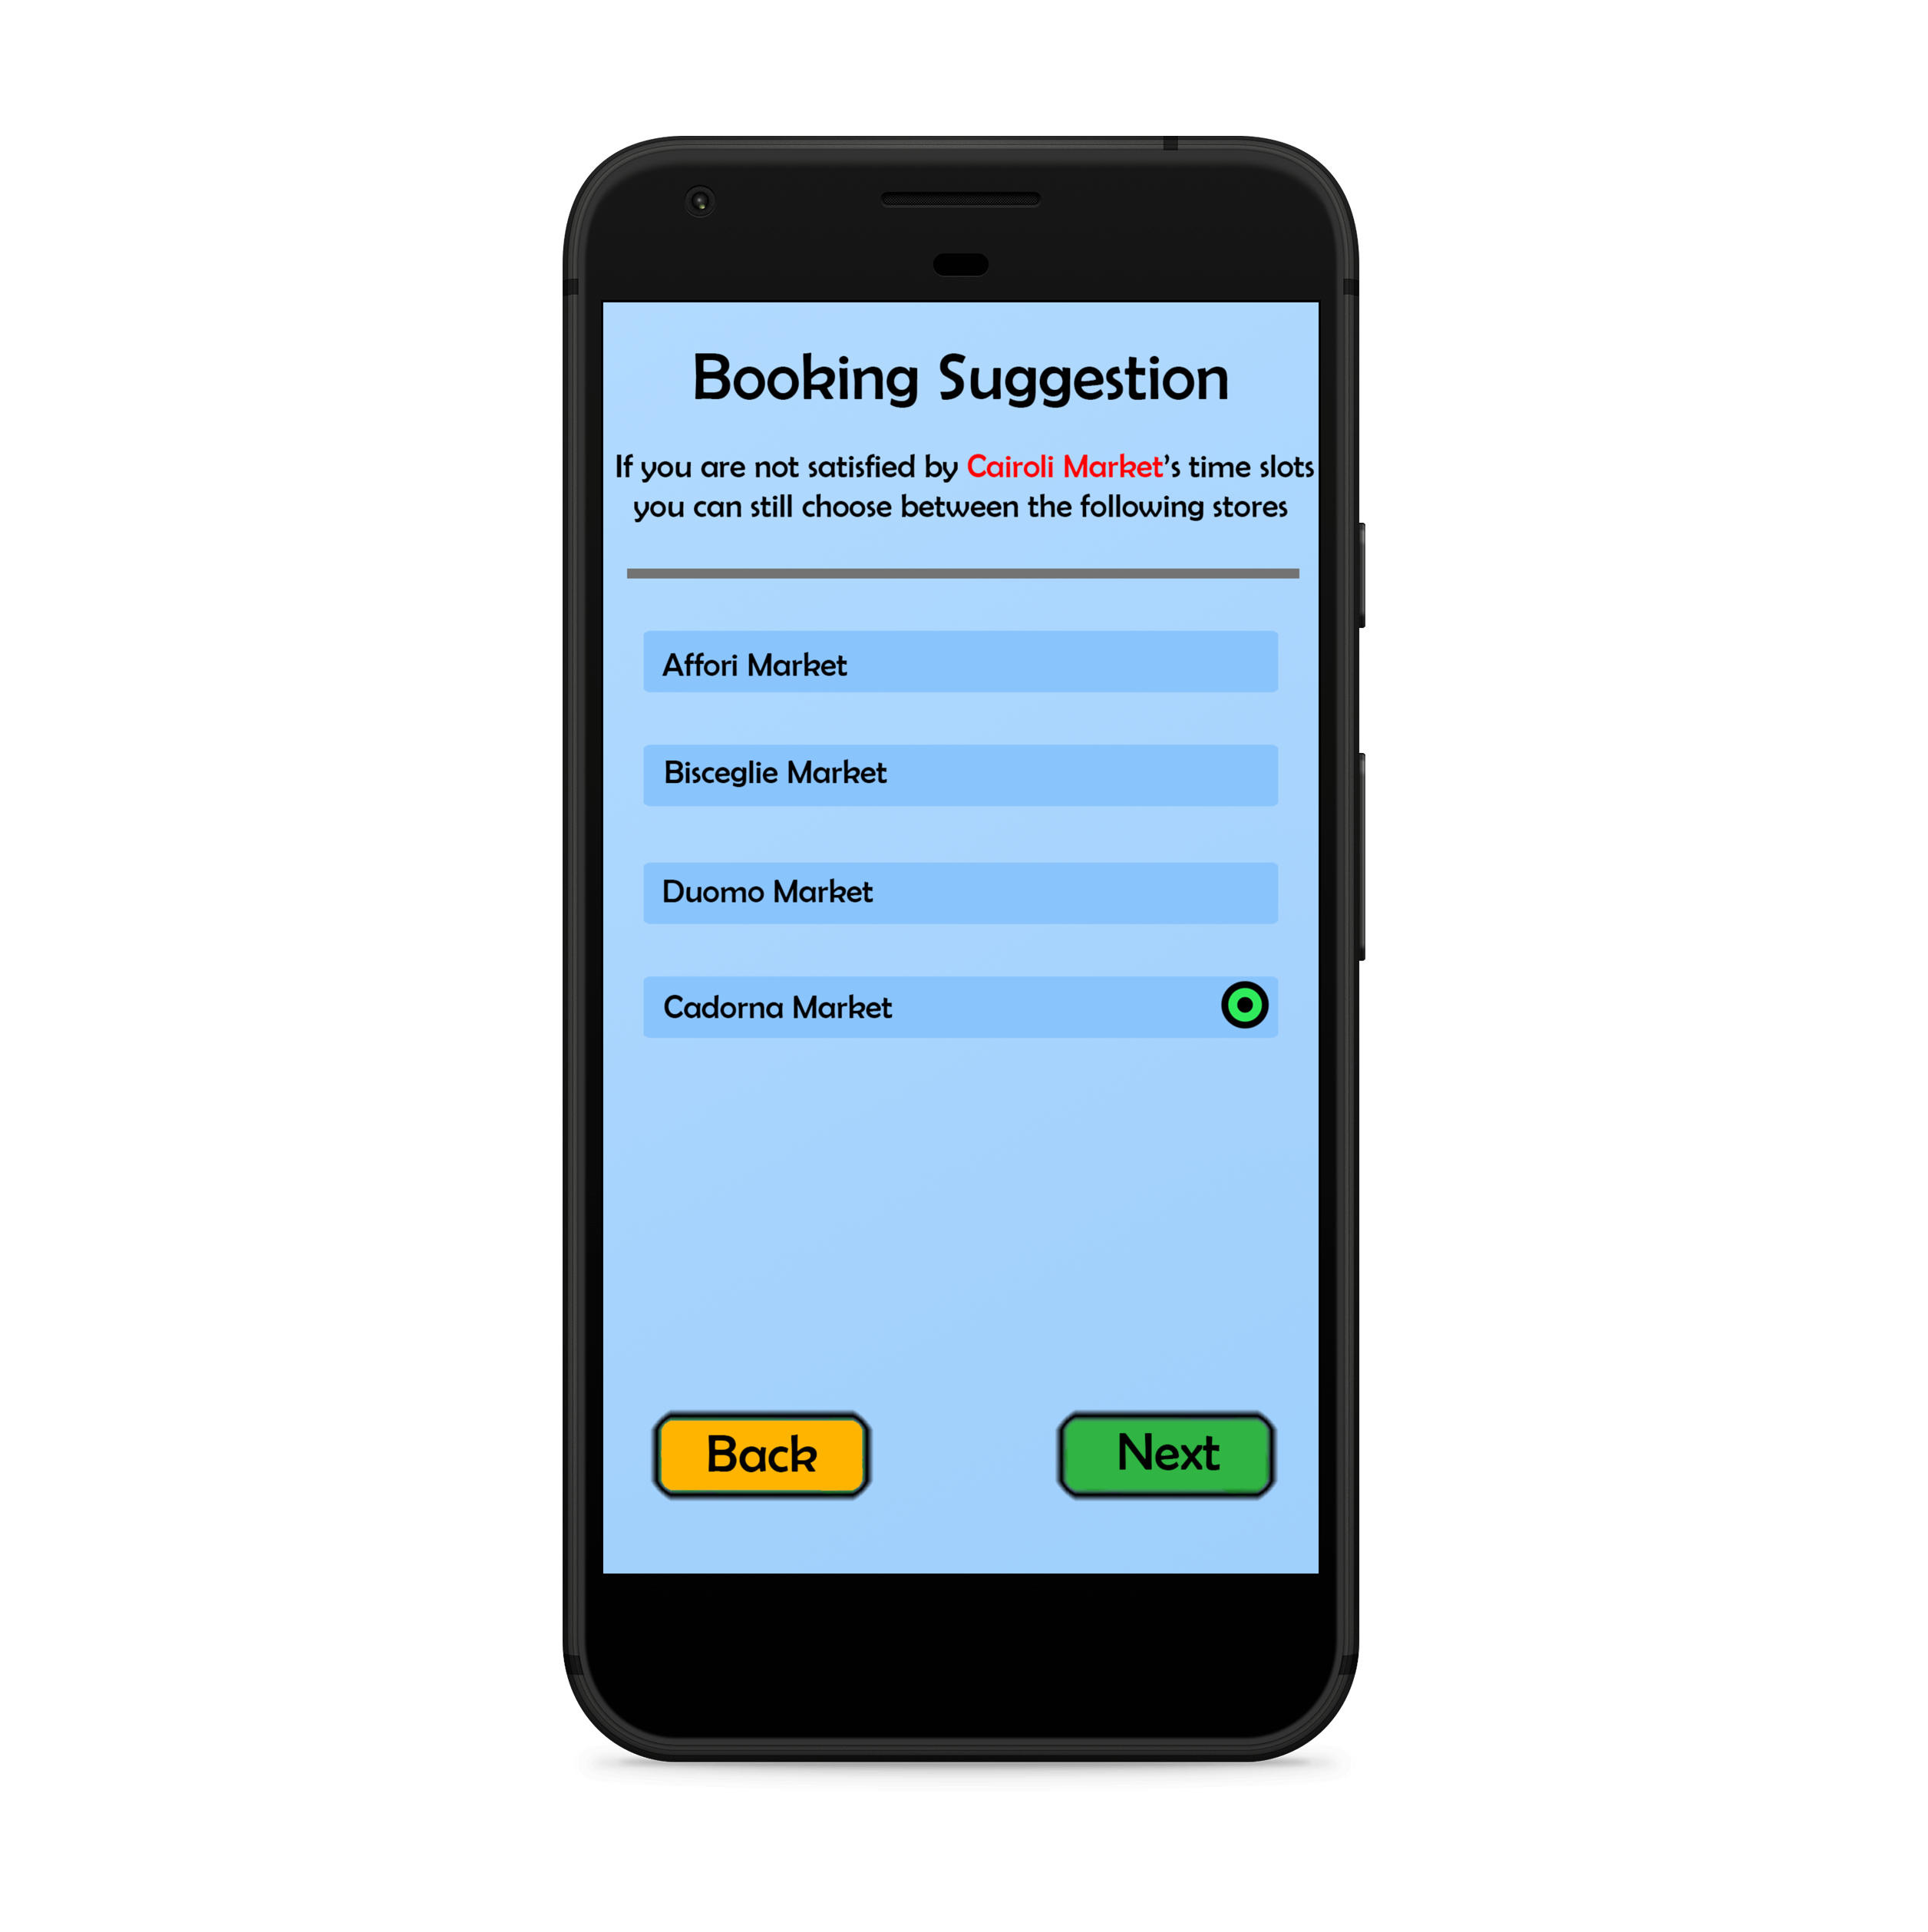 Booking Suggestion
If you are not satisfied by Cairoli Market's time slots
you can still choose between the following stores
Affori Market
Bisceglie Market
Duomo Market
Cadorna Market
Back
Next